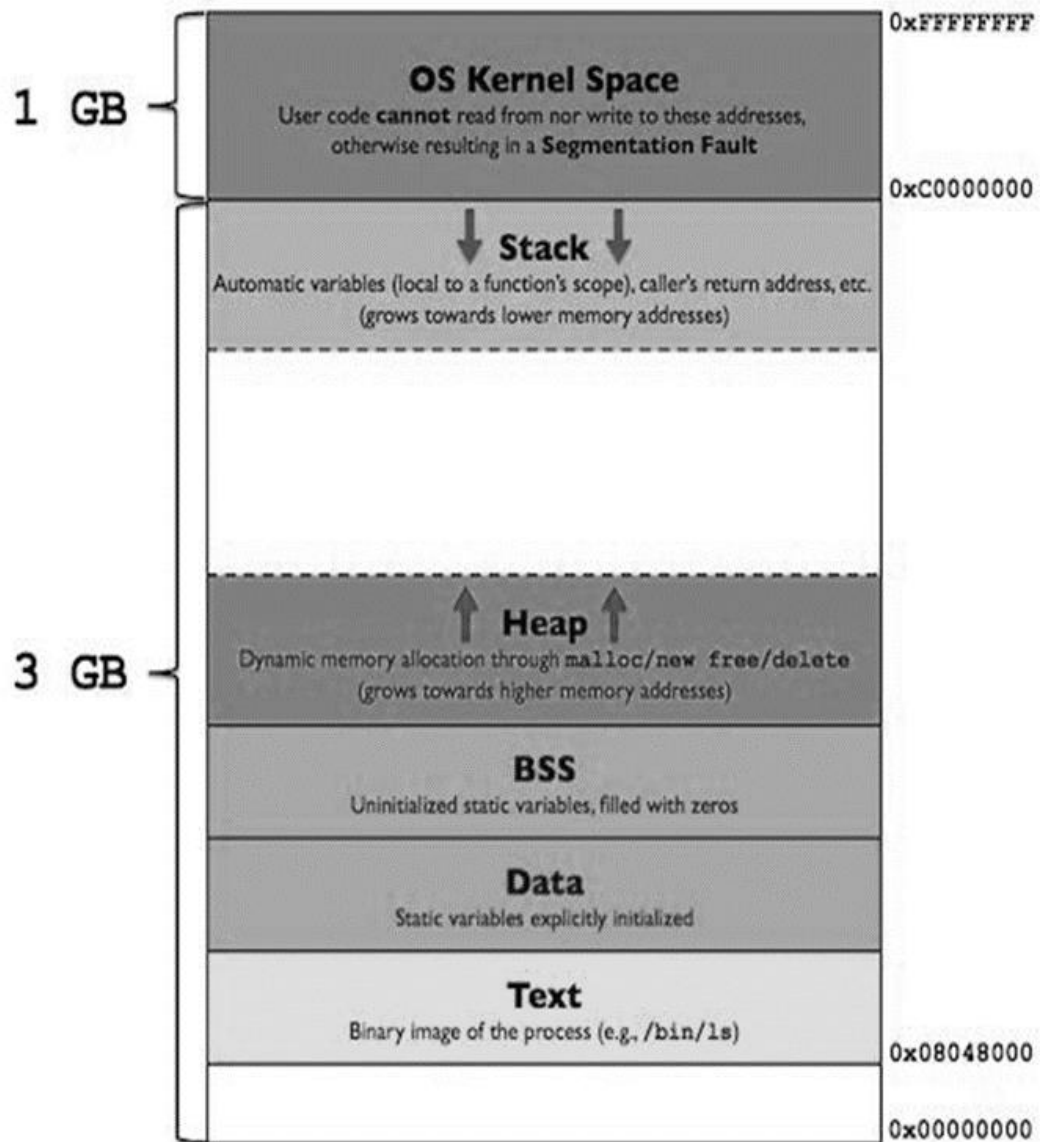 0xFFFFFFFF
1 GB
OS Kernel Space
User code cannot read from nor write to these addresses,
otherwise resulting in a Segmentation Fault
0xC0000000
Stack
Automatic variables (local to a function's scope), caller's return address, etc.
(grows towards lower memory addresses)
3 GB
Heap
Dynamic memory allocation through malloc/new free/delete
(grows towards higher memory addresses)
BSS
Uninitialized static variables, filled with zeros
Data
Static variables explicitly initialized
Text
Binary image of the process (e.g., /bin/ls)
0x08048000
0x00000000